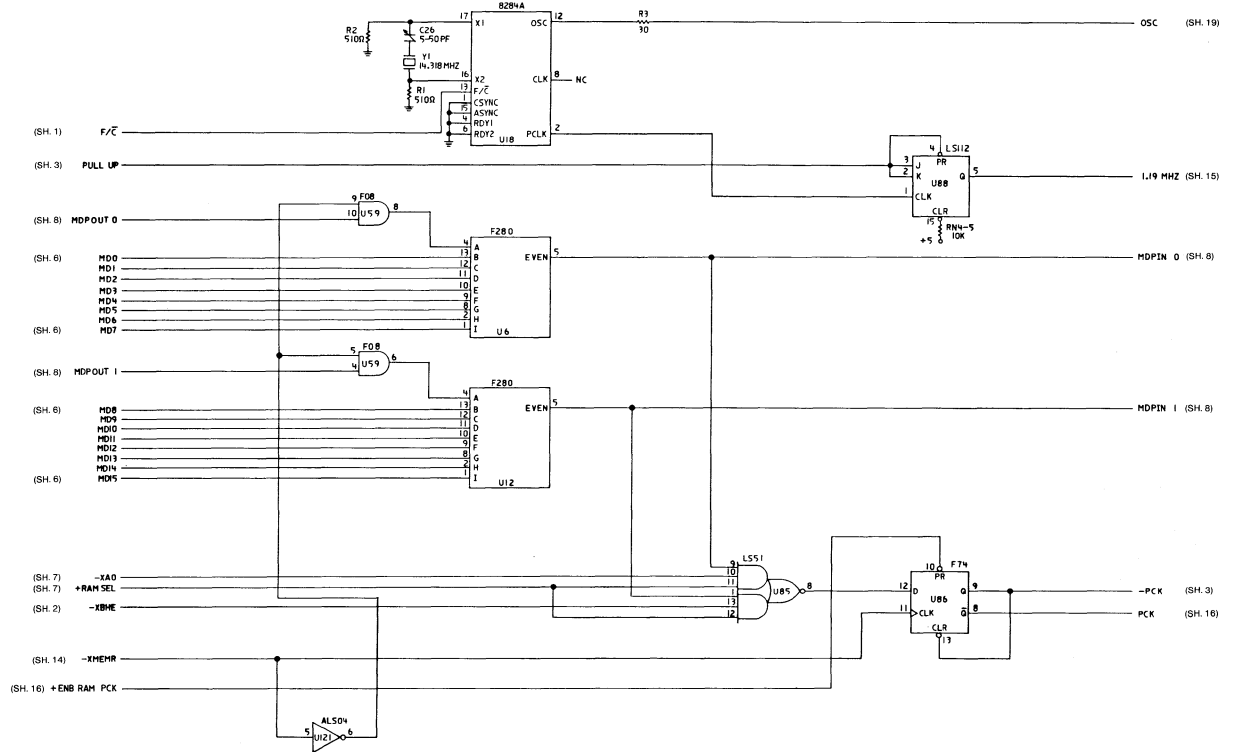 8284A
17 X1 OSC 12 R3 30 OSC (SH. 19)
R2 510Ω
C26 5-50PF
Y1 14.318MHZ
16 X2 CLK 8 NC
R1 510Ω
13 F/C̅
1 CSYNC
15 ASYNC
4 RDY1
6 RDY2
PCLK 2
U18
(SH. 1) F/C̅
(SH. 3) PULL UP
4 PR LS112
3 J
2 K
Q 5
U88
1 CLK
CLR
15
RN4-5
10K
+5
1.19 MHZ (SH. 15)
F08
9
10 U59 8
(SH. 8) MDPOUT 0
F280
4 A
13 B
12 C
11 D
10 E
9 F
8 G
2 H
1 I
EVEN 5
U6
MDPIN 0 (SH. 8)
(SH. 6) MD0
MD1
MD2
MD3
MD4
MD5
MD6
(SH. 6) MD7
F08
5
4 U59 6
(SH. 8) MDPOUT 1
F280
4 A
13 B
12 C
11 D
10 E
9 F
8 G
2 H
1 I
EVEN 5
U12
MDPIN 1 (SH. 8)
(SH. 6) MD8
MD9
MD10
MD11
MD12
MD13
MD14
(SH. 6) MD15
LS51
9
10
11
1
13
12
U85 8
(SH. 7) -XA0
(SH. 7) +RAM SEL
(SH. 2) -XBHE
10 PR F74
12 D Q 9
U86
11 CLK Q̅ 8
CLR
13
-PCK (SH. 3)
PCK (SH. 16)
(SH. 14) -XMEMR
(SH. 16) +ENB RAM PCK
ALS04
5 U121 6